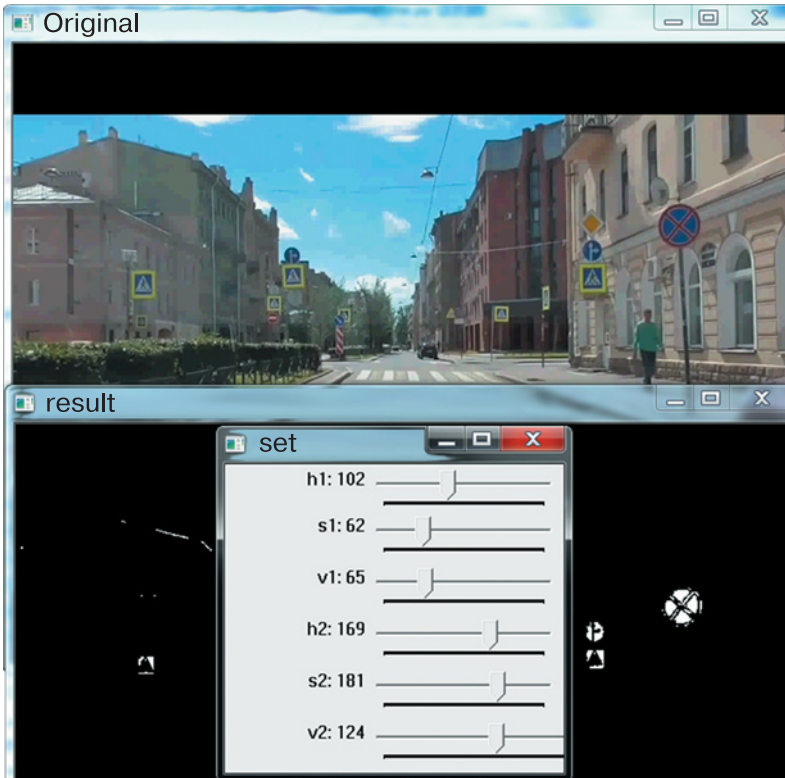 Original
result
set
h1: 102
s1: 62
v1: 65
h2: 169
s2: 181
v2: 124